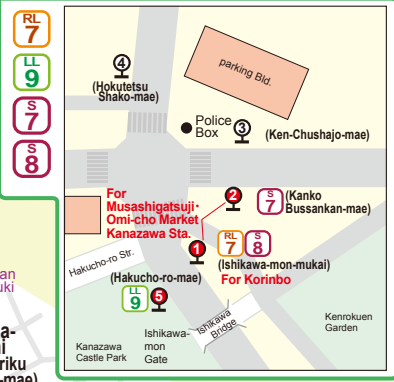 RL
7
LL
9
S
7
S
8
parking Bld.
4
(Hokutetsu
Shako-mae)
Police
Box
3
(Ken-Chushajo-mae)
For
Musashigatsuji·
Omi-cho Market
Kanazawa Sta.
2
S
7
(Kanko
Bussankan-mae)
1
RL
7
S
8
(Ishikawa-mon-mukai)
For Korinbo
Hakucho-ro Str.
(Hakucho-ro-mae)
LL
9
5
Ishikawa
Bridge
Ishikawa-
mon
Gate
Kanazawa
Castle Park
Kenrokuen
Garden
an
uki
a-
ni
riku
-mae)